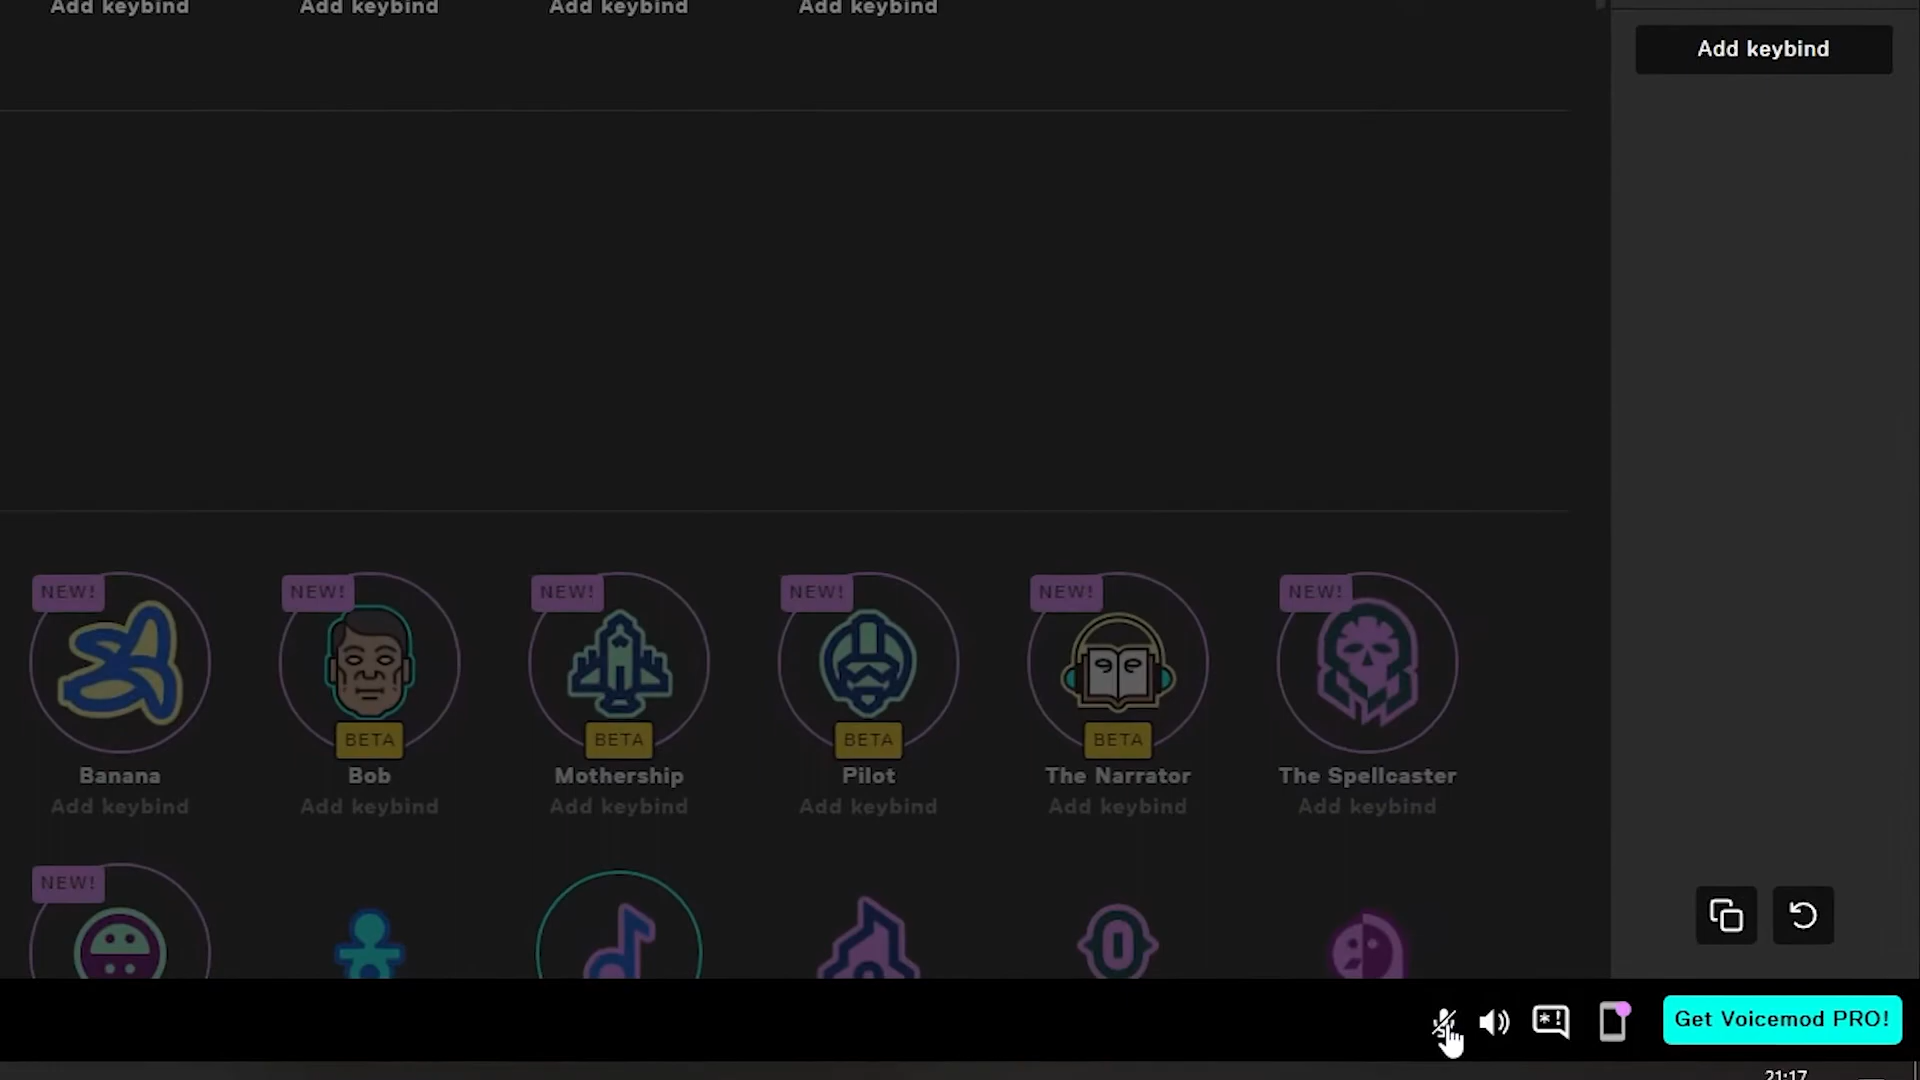 Add keybind Add keybind Add keybind Add keybind
Add keybind
NEW! NEW! NEW! NEW! NEW! NEW!
BETA BETA BETA BETA
Banana Bob Mothership Pilot The Narrator The Spellcaster
Add keybind Add keybind Add keybind Add keybind Add keybind Add keybind
NEW!
*!
Get Voicemod PRO!
21:17